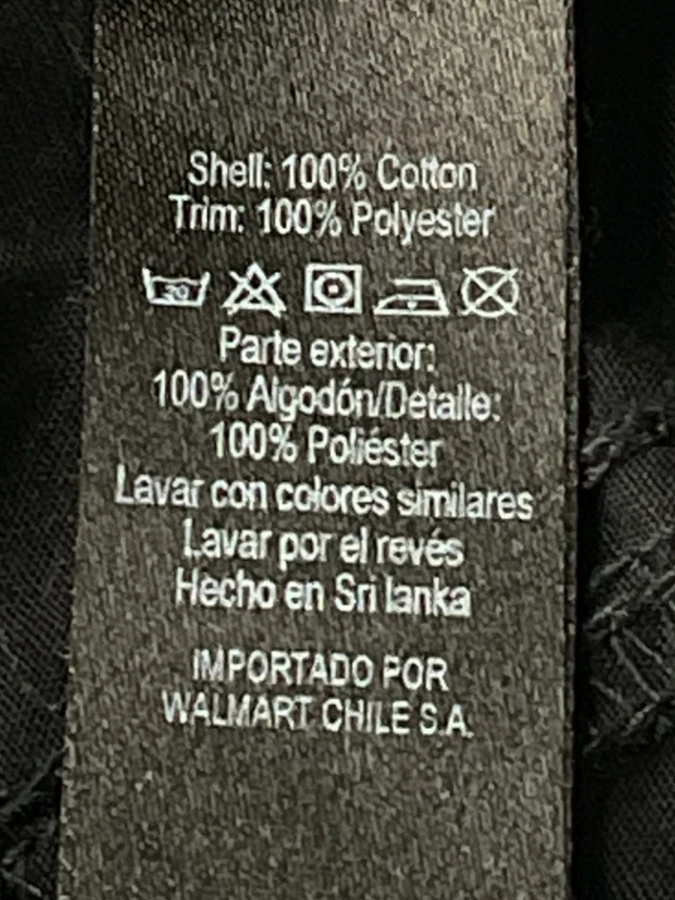 Shell: 100% Cotton
Trim: 100% Polyester
30
Parte exterior:
100% Algodón/Detalle:
100% Poliéster
Lavar con colores similares
Lavar por el revés
Hecho en Sri lanka
IMPORTADO POR
WALMART CHILE S.A.